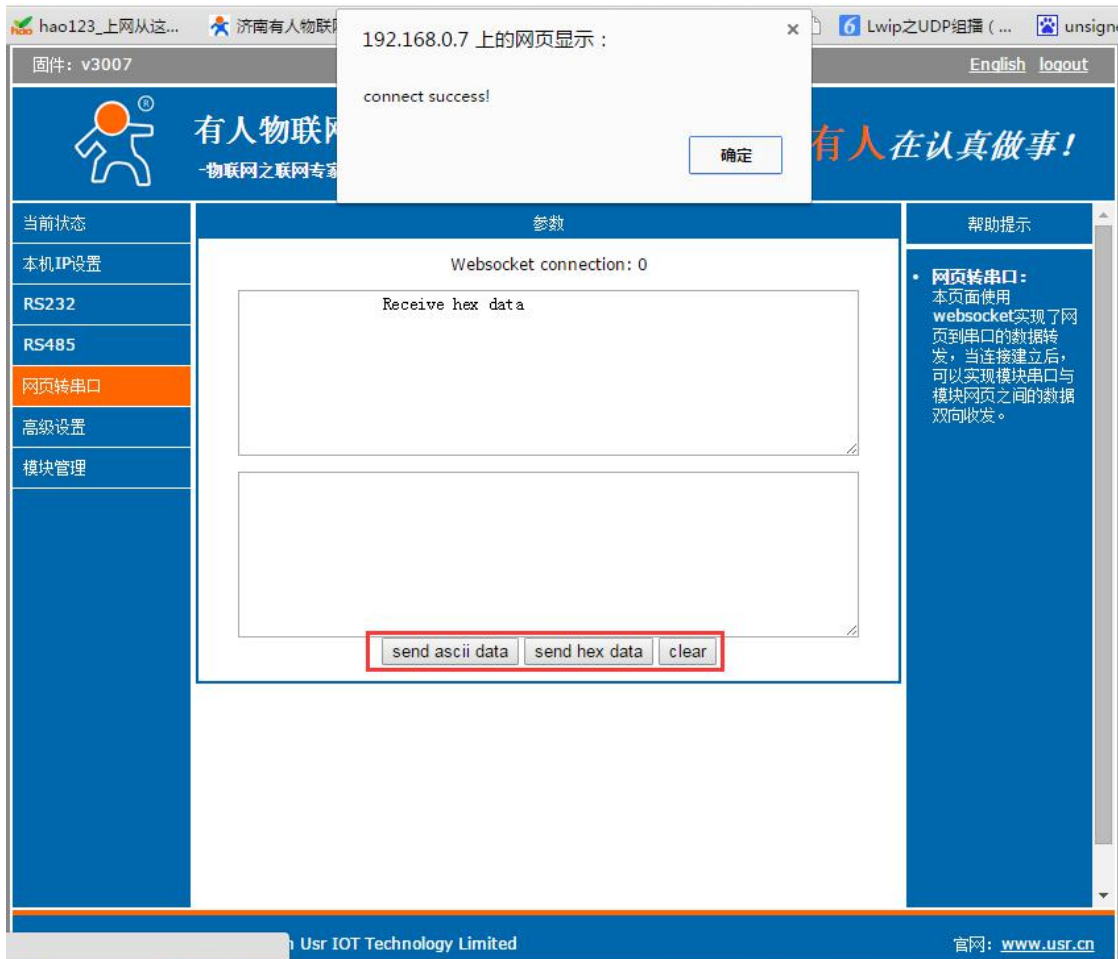 hao123_上网从这...
济南有人物联网
Lwip之UDP组播 ( ...
192.168.0.7 上的网页显示：
connect success!
确定
固件: v3007
English logout
有人物联网
-物联网之联网专家
有人在认真做事!
当前状态
本机IP设置
RS232
RS485
网页转串口
高级设置
模块管理
参数
Websocket connection: 0
Receive hex data
send ascii data
send hex data
clear
帮助提示
• 网页转串口：
本页面使用
websocket实现了网
页到串口的数据转
发，当连接建立后，
可以实现模块串口与
模块网页之间的数据
双向收发。
Usr IOT Technology Limited
官网: www.usr.cn